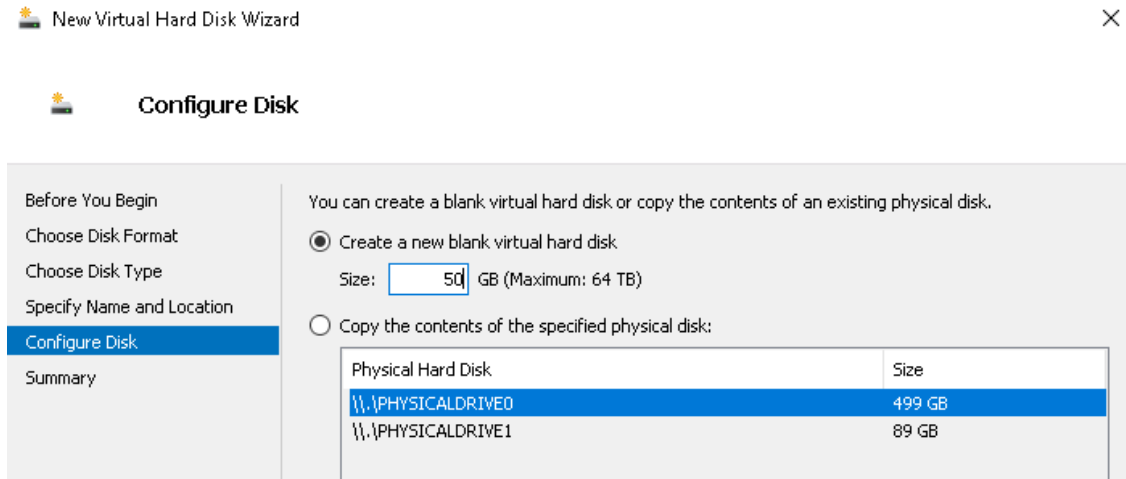 New Virtual Hard Disk Wizard
Configure Disk
Before You Begin
Choose Disk Format
Choose Disk Type
Specify Name and Location
Configure Disk
Summary
You can create a blank virtual hard disk or copy the contents of an existing physical disk.
Create a new blank virtual hard disk
Size: 50 GB (Maximum: 64 TB)
Copy the contents of the specified physical disk:
Physical Hard Disk Size
\\.\PHYSICALDRIVE0 499 GB
\\.\PHYSICALDRIVE1 89 GB